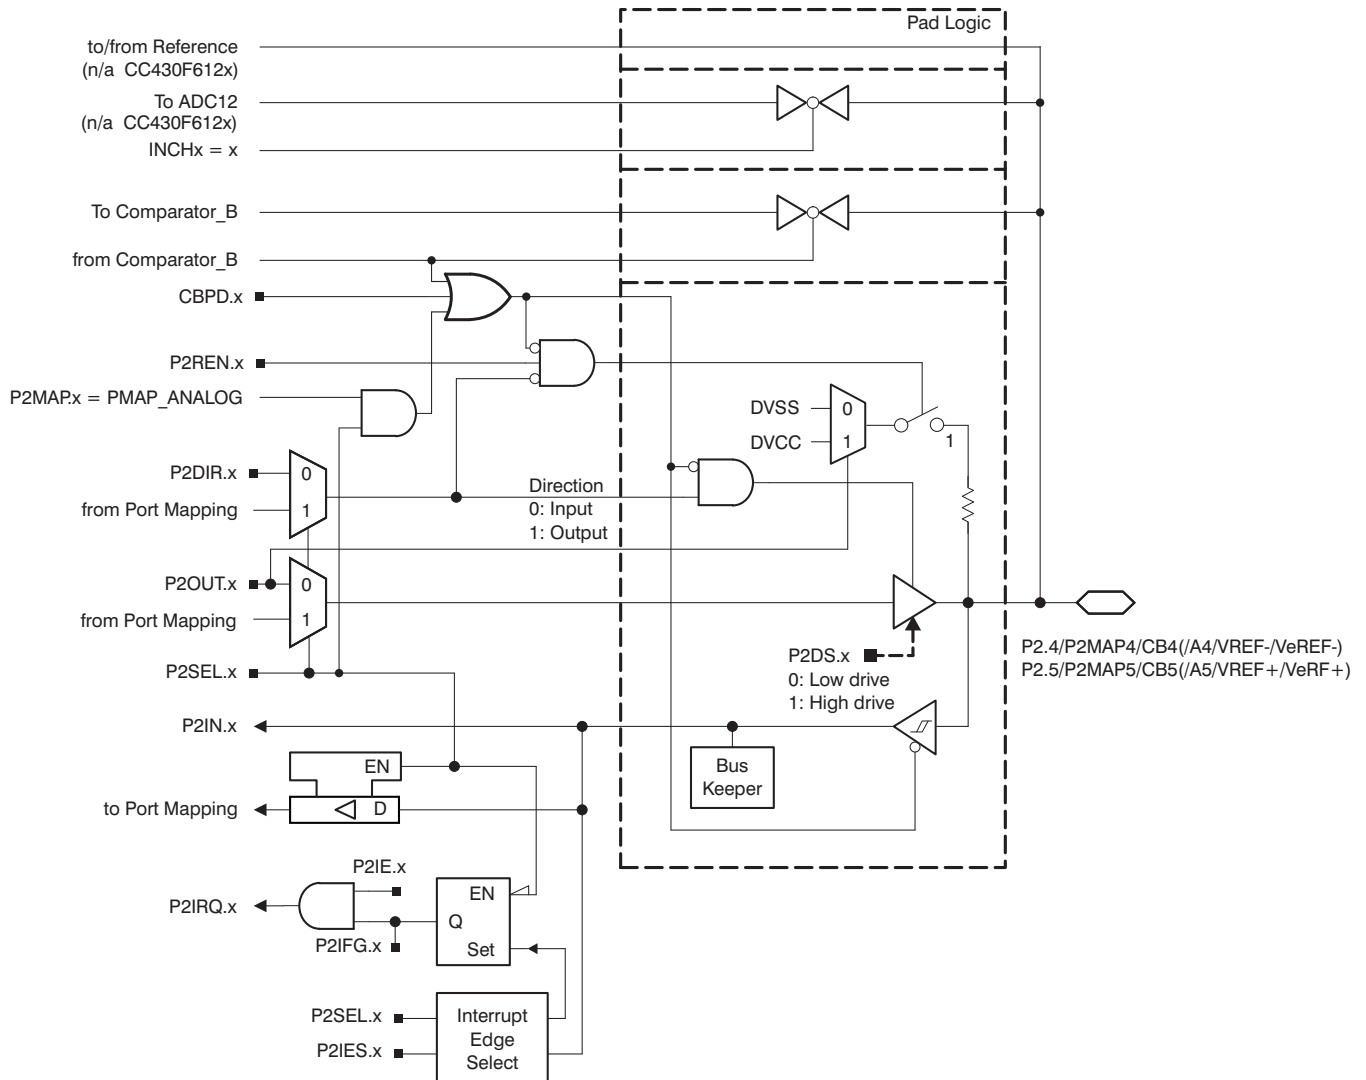 Pad Logic
to/from Reference
(n/a CC430F612x)
To ADC12
(n/a CC430F612x)
INCHx = x
To Comparator_B
from Comparator_B
CBPD.x
P2REN.x
P2MAP.x = PMAP_ANALOG
DVSS
0
DVCC
1
1
P2DIR.x
0
from Port Mapping
1
Direction
0: Input
1: Output
P2OUT.x
0
from Port Mapping
1
P2SEL.x
P2DS.x
0: Low drive
1: High drive
P2.4/P2MAP4/CB4(/A4/VREF-/VeREF-)
P2.5/P2MAP5/CB5(/A5/VREF+/VeRF+)
P2IN.x
Bus
Keeper
EN
to Port Mapping
D
P2IE.x
P2IRQ.x
P2IFG.x
EN
Q
Set
P2SEL.x
P2IES.x
Interrupt
Edge
Select